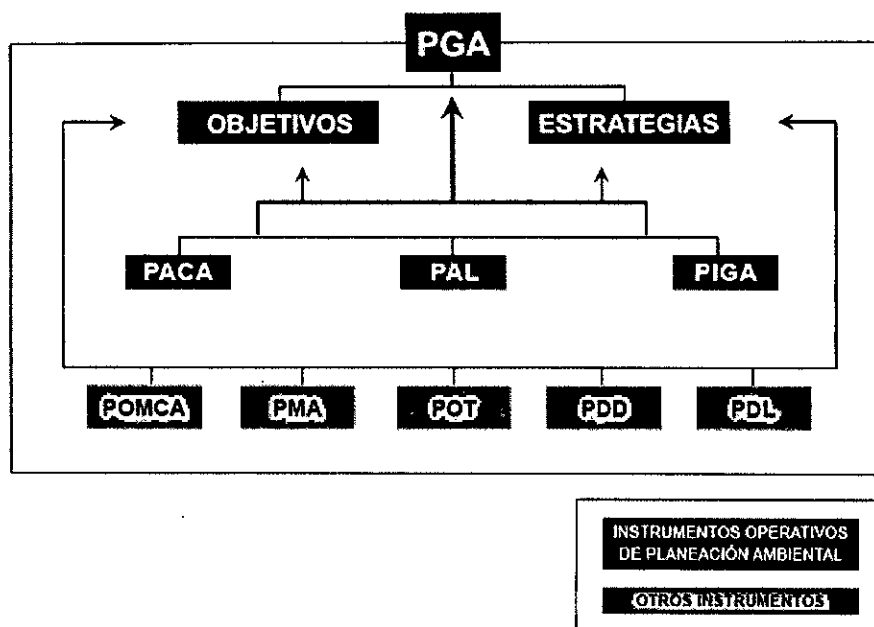 PGA
OBJETIVOS
ESTRATEGIAS
PACA
PAL
PIGA
POMCA
PMA
POT
PDD
PDL
INSTRUMENTOS OPERATIVOS
DE PLANEACIÓN AMBIENTAL
OTROS INSTRUMENTOS